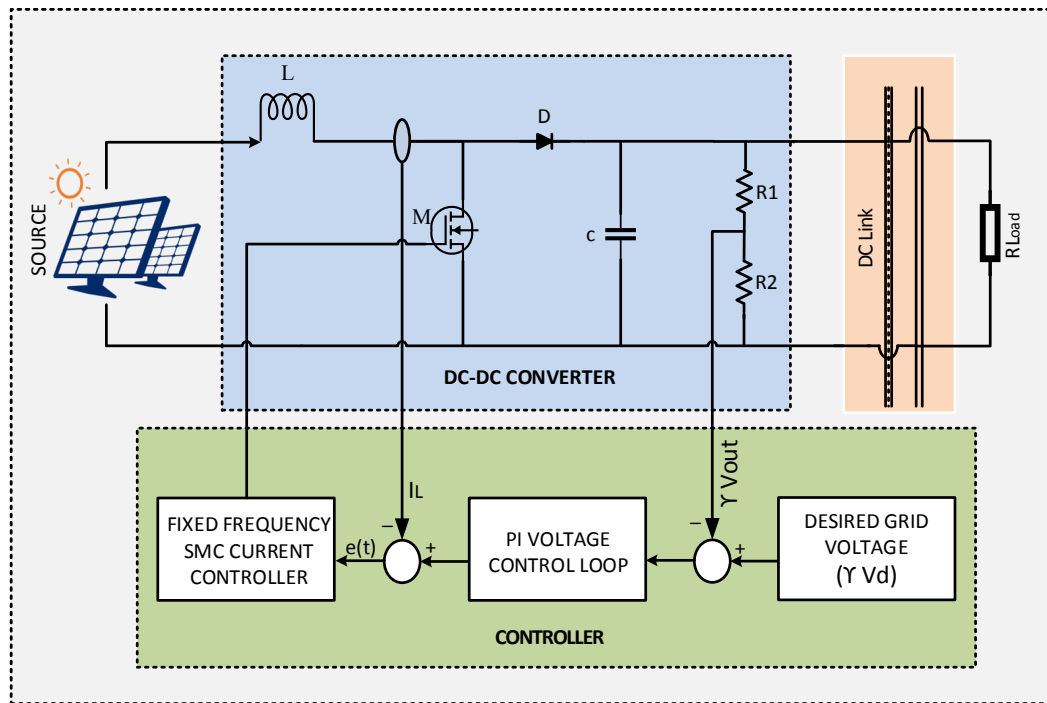 L
D
SOURCE
M
c
R1
R2
DC Link
R Load
DC-DC CONVERTER
IL
ϒ Vout
FIXED FREQUENCY
SMC CURRENT
CONTROLLER
e(t)
–
+
PI VOLTAGE
CONTROL LOOP
–
+
DESIRED GRID
VOLTAGE
(ϒ Vd)
CONTROLLER